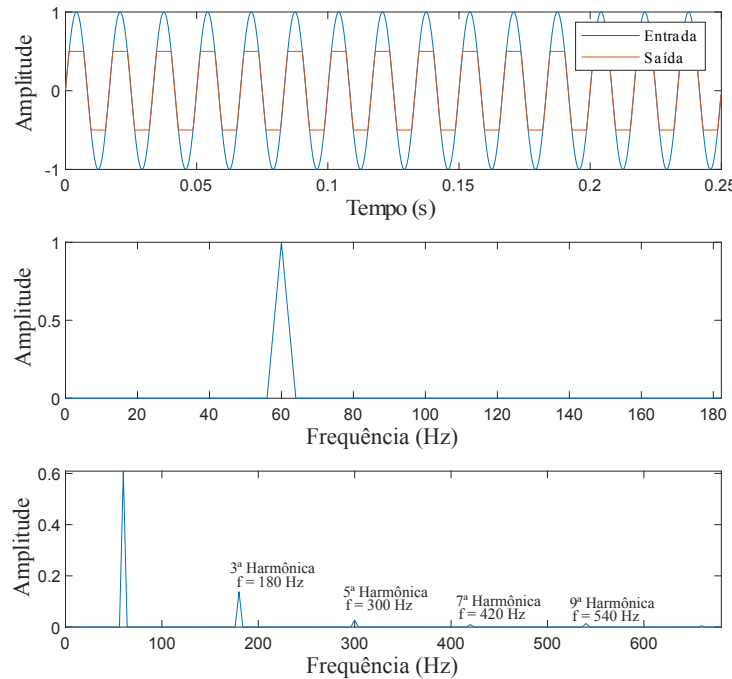 1
0
-1
Amplitude
Entrada
Saída
0 0.05 0.1 0.15 0.2 0.25
Tempo (s)
1
0.5
0
Amplitude
0 20 40 60 80 100 120 140 160 180
Frequência (Hz)
0.6
0.4
0.2
0
Amplitude
3ª Harmônica
f = 180 Hz
5ª Harmônica
f = 300 Hz
7ª Harmônica
f = 420 Hz
9ª Harmônica
f = 540 Hz
0 100 200 300 400 500 600
Frequência (Hz)